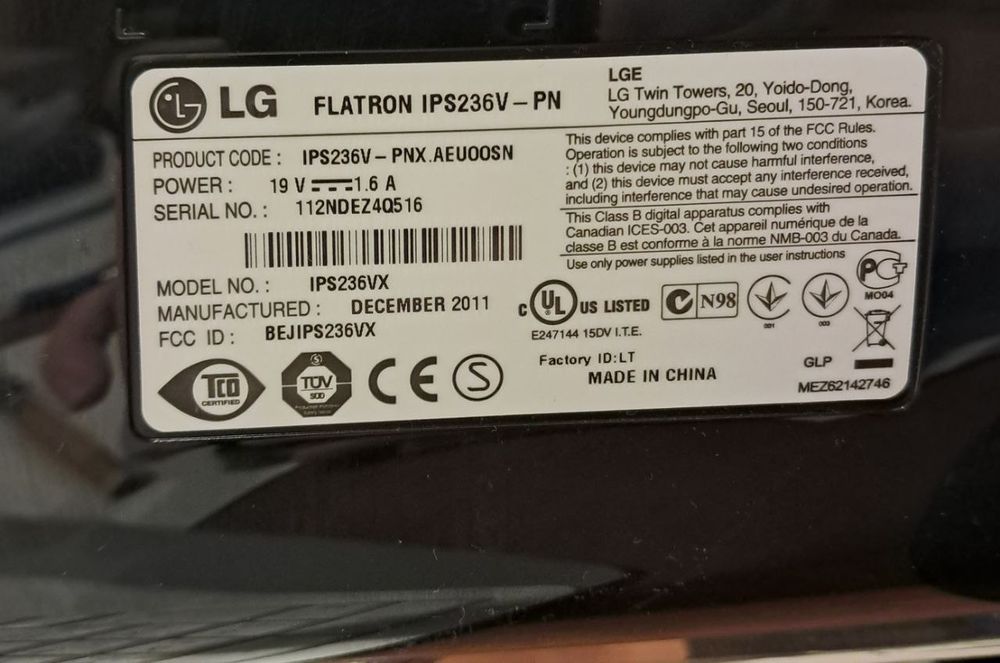 LG FLATRON IPS236V-PN
LGE
LG Twin Towers, 20, Yoido-Dong,
Youngdungpo-Gu, Seoul, 150-721, Korea.
PRODUCT CODE : IPS236V-PNX.AEUOOSN
POWER : 19 V 1.6 A
SERIAL NO. : 112NDEZ4Q516
MODEL NO. : IPS236VX
MANUFACTURED : DECEMBER 2011
FCC ID : BEJIPS236VX
This device complies with part 15 of the FCC Rules.
Operation is subject to the following two conditions
: (1) this device may not cause harmful interference,
and (2) this device must accept any interference received,
including interference that may cause undesired operation.
This Class B digital apparatus complies with
Canadian ICES-003. Cet appareil numérique de la
classe B est conforme à la norme NMB-003 du Canada.
Use only power supplies listed in the user instructions
c UL US LISTED
N98
001
003
PCT
MO04
E247144 15DV I.T.E.
Factory ID:LT
MADE IN CHINA
GLP
MEZ62142746
TCO
CERTIFIED
TÜV
SÜD
CE
S